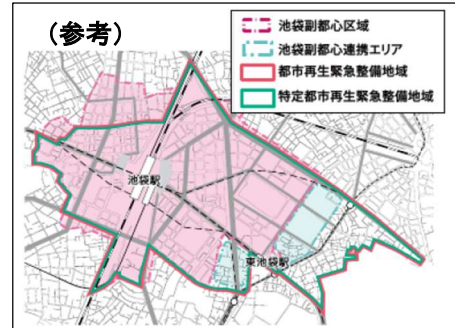 (参考)
池袋副都心区域
池袋副都心連携エリア
都市再生緊急整備地域
特定都市再生緊急整備地域
池袋駅
東池袋駅